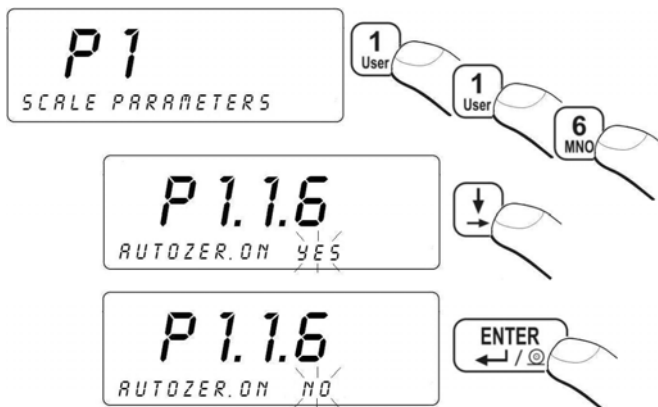 P1
SCALE PARAMETERS
1
User
1
User
6
MNO
P1.1.6
AUTOZER.ON YES
P1.1.6
AUTOZER.ON NO
ENTER
/